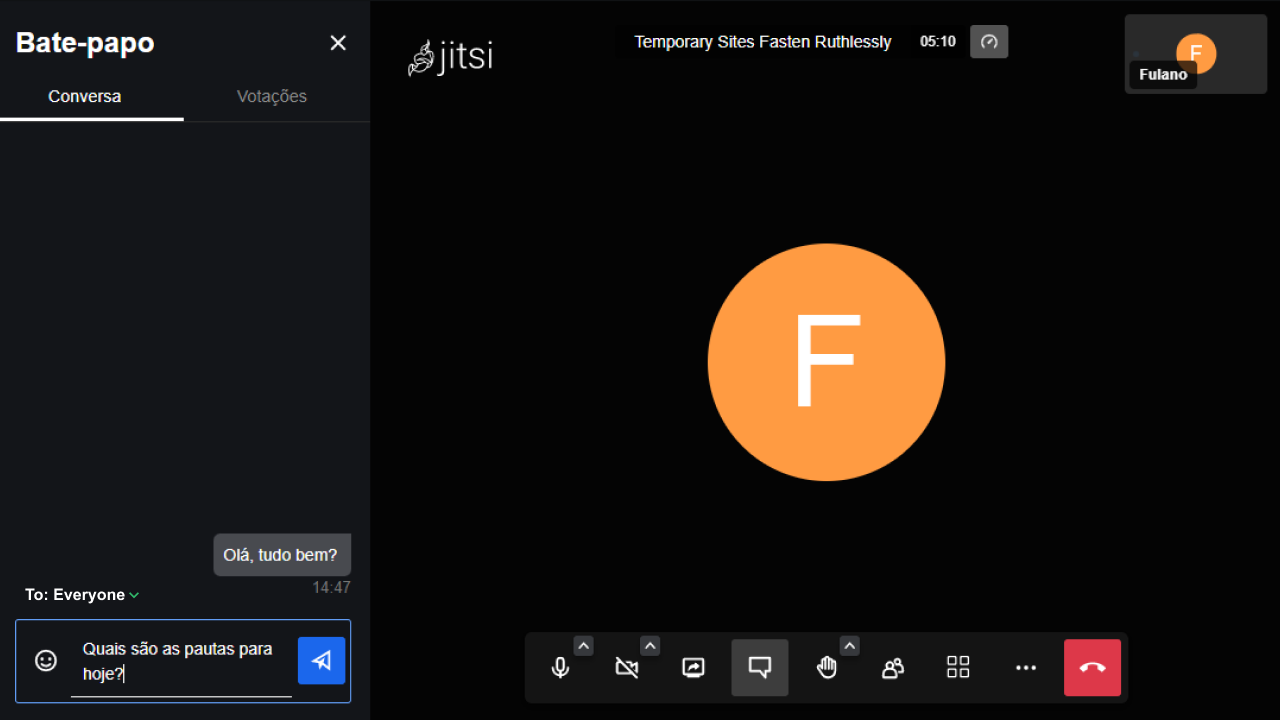 Bate-papo
Conversa
Votações
Olá, tudo bem?
14:47
To: Everyone
Quais são as pautas para
hoje?
jitsi
Temporary Sites Fasten Ruthlessly
05:10
F
Fulano
F